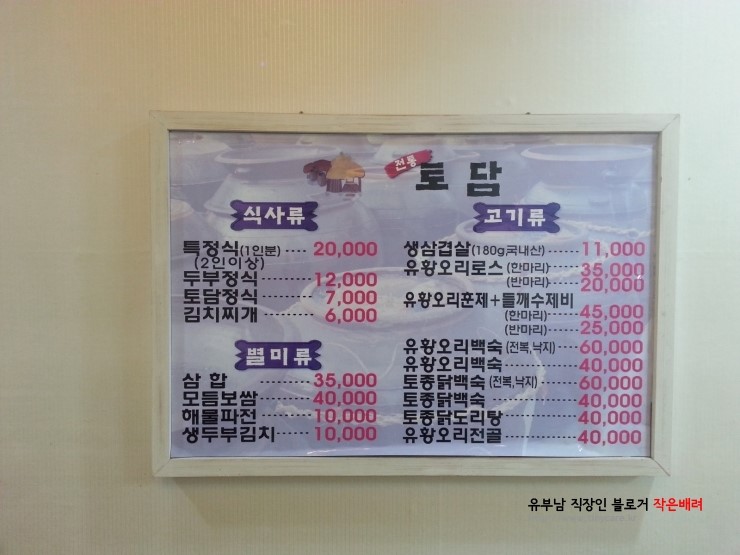 전통
토담
식사류
특정식(1인분) ---- 20,000
(2인이상)
두부정식 ------ 12,000
토담정식 ------ 7,000
김치찌개 ------ 6,000
별미류
삼 합 ------ 35,000
모듬보쌈 ------ 40,000
해물파전 ------ 10,000
생두부김치 ------ 10,000
고기류
생삼겹살(180g국내산) ---- 11,000
유황오리로스 (한마리) ---- 35,000
(반마리) ---- 20,000
유황오리훈제+들깨수제비
(한마리) ---- 45,000
(반마리) ---- 25,000
유황오리백숙 (전복,낙지) ---- 60,000
유황오리백숙 ------ 40,000
토종닭백숙 (전복,낙지) ---- 60,000
토종닭백숙 ------ 40,000
토종닭도리탕 ------ 40,000
유황오리전골 ------ 40,000
유부남 직장인 블로거 작은배려